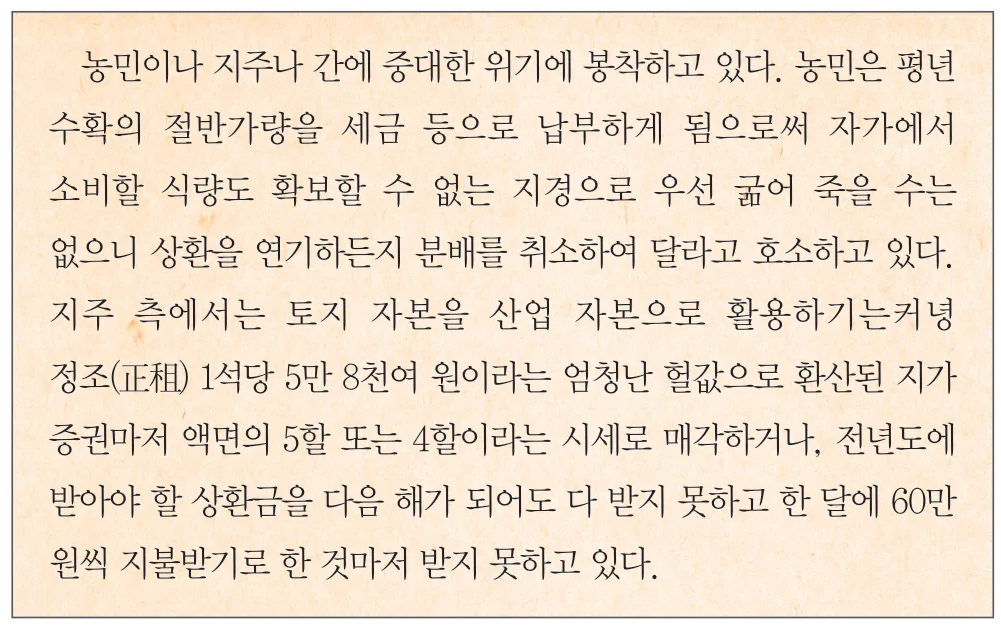 농민이나 지주나 간에 중대한 위기에 봉착하고 있다. 농민은 평년
수확의 절반가량을 세금 등으로 납부하게 됨으로써 자가에서
소비할 식량도 확보할 수 없는 지경으로 우선 굶어 죽을 수는
없으니 상환을 연기하든지 분배를 취소하여 달라고 호소하고 있다.
지주 측에서는 토지 자본을 산업 자본으로 활용하기는커녕
정조(正租) 1석당 5만 8천여 원이라는 엄청난 헐값으로 환산된 지가
증권마저 액면의 5할 또는 4할이라는 시세로 매각하거나, 전년도에
받아야 할 상환금을 다음 해가 되어도 다 받지 못하고 한 달에 60만
원씩 지불받기로 한 것마저 받지 못하고 있다.